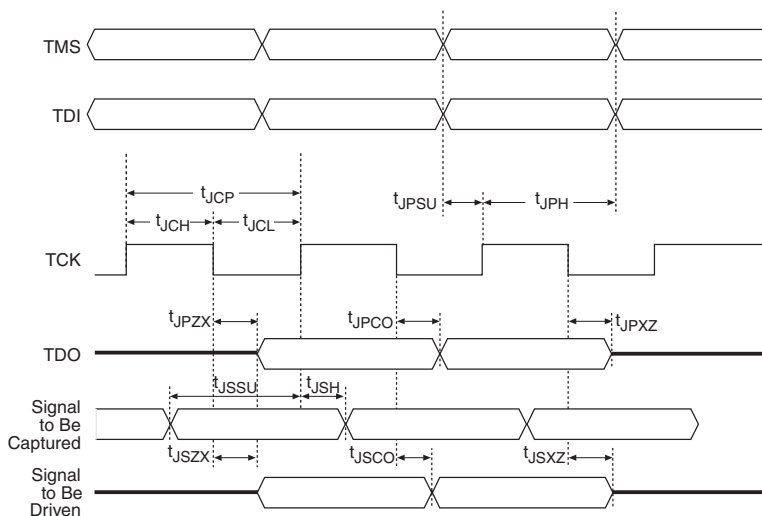 TMS
TDI
tJCP
tJCH
tJCL
tJPSU
tJPH
TCK
tJPZX
tJPCO
tJPXZ
TDO
tJSSU
tJSH
Signal
to Be
Captured
tJSZX
tJSCO
tJSXZ
Signal
to Be
Driven